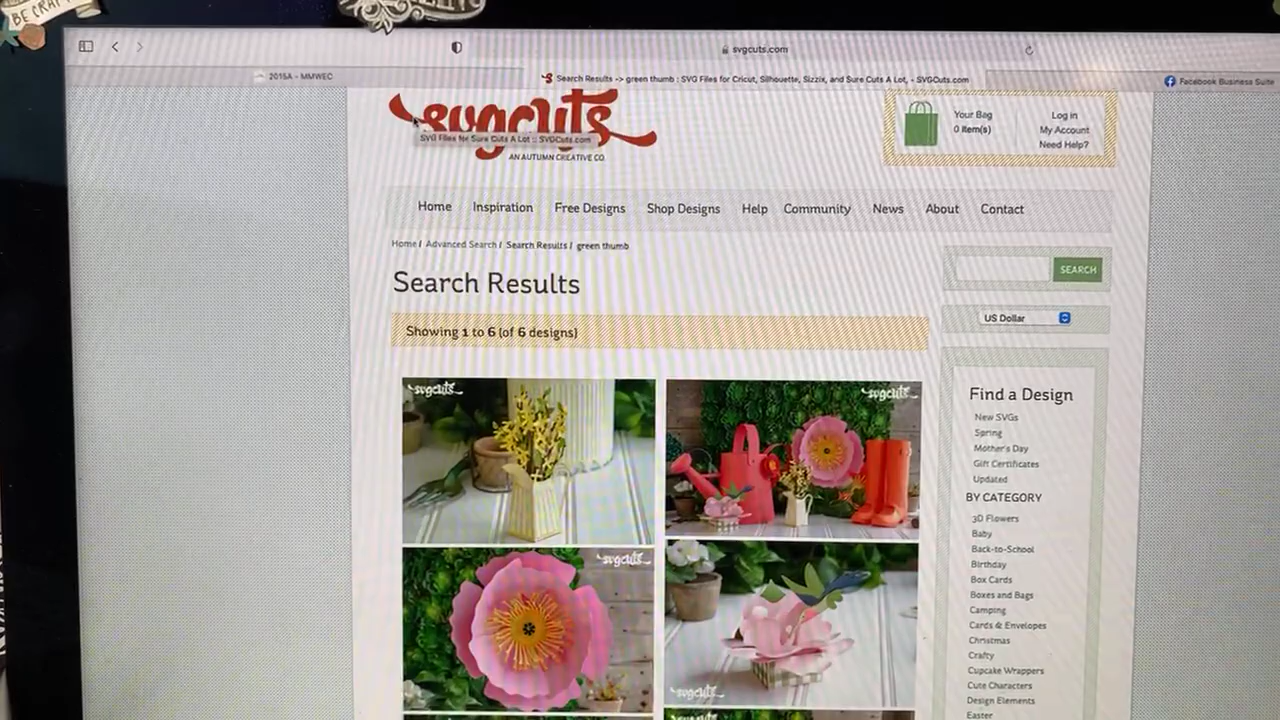 BE CRAF
svgcuts.com
2015A - MMWEC
Search Results -> green thumb : SVG Files for Cricut, Silhouette, Sizzix, and Sure Cuts A Lot, - SVGCuts.com
Facebook Business Suite
svgcuts
SVG Files for Sure Cuts A Lot :: SVGCuts.com
AN AUTUMN CREATIVE CO.
Your Bag
0 item(s)
Log in
My Account
Need Help?
Home Inspiration Free Designs Shop Designs Help Community News About Contact
Home / Advanced Search / Search Results / green thumb
SEARCH
Search Results
US Dollar
Showing 1 to 6 (of 6 designs)
svgcuts
svgcuts
svgcuts
svgcuts
Find a Design
New SVGs
Spring
Mother's Day
Gift Certificates
Updated
BY CATEGORY
3D Flowers
Baby
Back-to-School
Birthday
Box Cards
Boxes and Bags
Camping
Cards & Envelopes
Christmas
Crafty
Cupcake Wrappers
Cute Characters
Design Elements
Easter